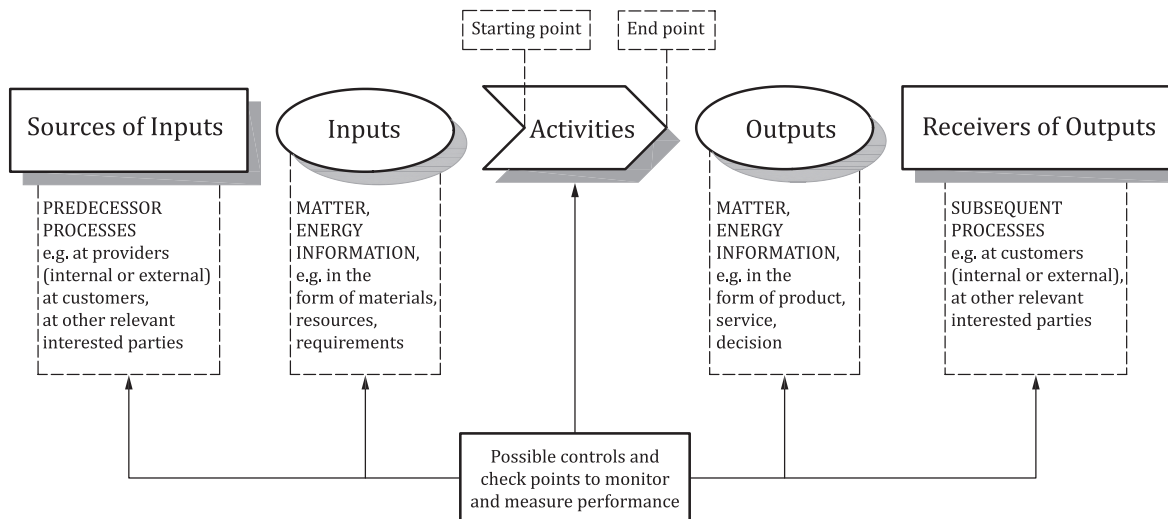 Starting point
End point
Sources of Inputs
Inputs
Activities
Outputs
Receivers of Outputs
PREDECESSOR
PROCESSES
e.g. at providers
(internal or external)
at customers,
at other relevant
interested parties
MATTER,
ENERGY
INFORMATION,
e.g. in the
form of materials,
resources,
requirements
MATTER,
ENERGY
INFORMATION,
e.g. in the
form of product,
service,
decision
SUBSEQUENT
PROCESSES
e.g. at customers
(internal or external),
at other relevant
interested parties
Possible controls and
check points to monitor
and measure performance